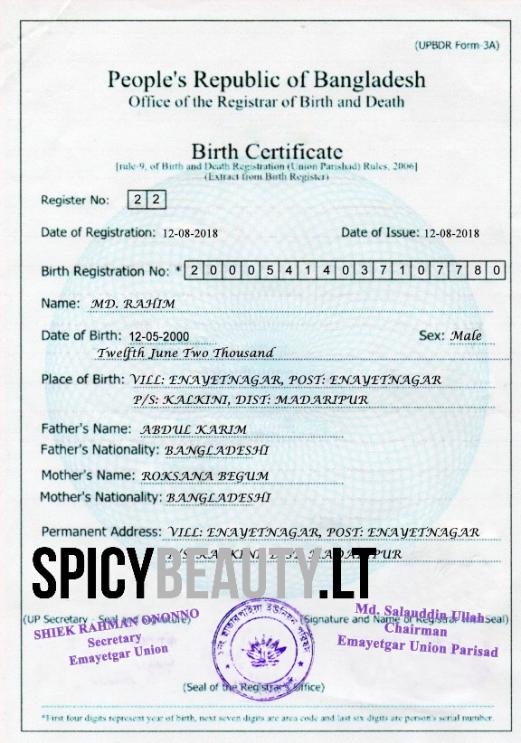 (UPBDR Form-3A)
People's Republic of Bangladesh
Office of the Registrar of Birth and Death
Birth Certificate
[rule-9, of Birth and Death Registration (Union Parishad) Rules, 2006]
(Extract from Birth Register)
Register No: 2 2
Date of Registration: 12-08-2018 Date of Issue: 12-08-2018
Birth Registration No: * 2 0 0 0 5 4 1 4 0 3 7 1 0 7 7 8 0
Name: MD. RAHIM
Date of Birth: 12-05-2000 Sex: Male
Twelfth June Two Thousand
Place of Birth: VILL: ENAYETNAGAR, POST: ENAYETNAGAR
P/S: KALKINI, DIST: MADARIPUR
Father's Name: ABDUL KARIM
Father's Nationality: BANGLADESHI
Mother's Name: ROKSANA BEGUM
Mother's Nationality: BANGLADESHI
Permanent Address: VILL: ENAYETNAGAR, POST: ENAYETNAGAR
P/S: KALKINI, DIST: MADARIPUR
SPICYBEAUTY.LT
(UP Secretary Seal and Signature) (Signature and Name of Registrar with Seal)
SHIEK RAHMAN ONONNO
Secretary
Emayetgar Union
Md. Salauddin Ullah
Chairman
Emayetgar Union Parisad
(Seal of the Registrar's Office)
*First four digits represent year of birth, next seven digits are area code and last six digits are person's serial number.